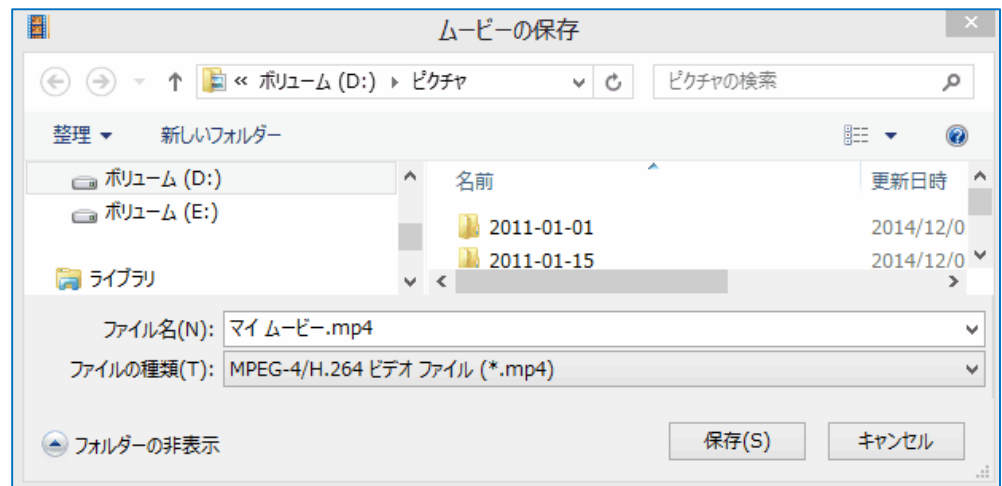 ムービーの保存
« ボリューム (D:) ピクチャ ピクチャの検索
整理 新しいフォルダー
ボリューム (D:)
ボリューム (E:)
ライブラリ
名前 更新日時
2011-01-01 2014/12/0
2011-01-15 2014/12/0
ファイル名(N): マイ ムービー.mp4
ファイルの種類(T): MPEG-4/H.264 ビデオ ファイル (*.mp4)
フォルダーの非表示 保存(S) キャンセル